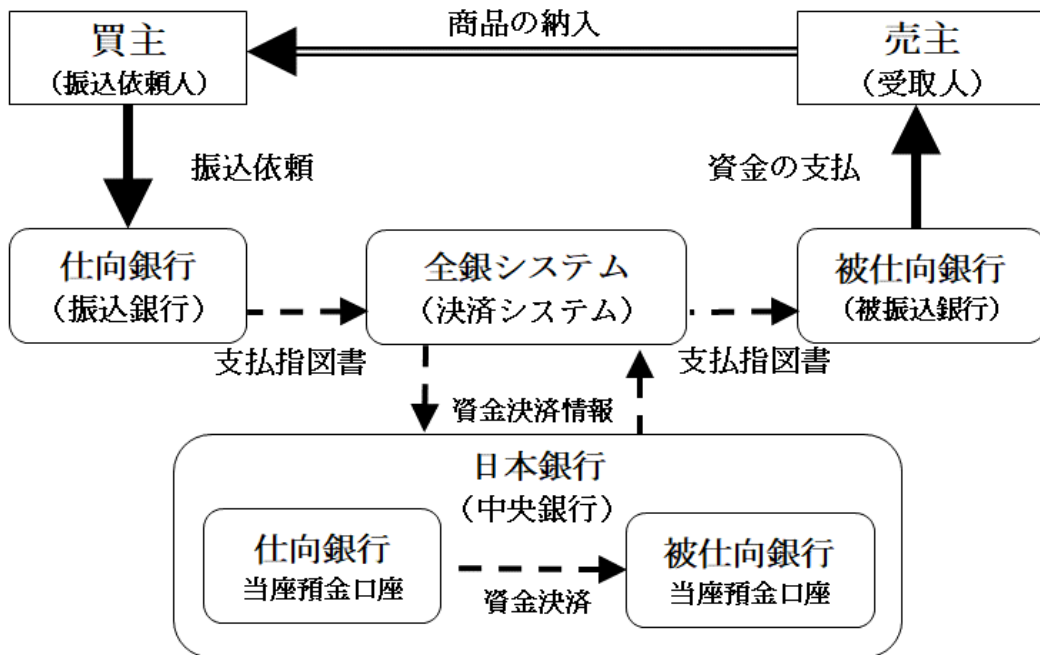 商品の納入
買主
（振込依頼人）
売主
（受取人）
振込依頼
資金の支払
仕向銀行
（振込銀行）
全銀システム
（決済システム）
被仕向銀行
（被振込銀行）
支払指図書
支払指図書
資金決済情報
日本銀行
（中央銀行）
仕向銀行
当座預金口座
資金決済
被仕向銀行
当座預金口座